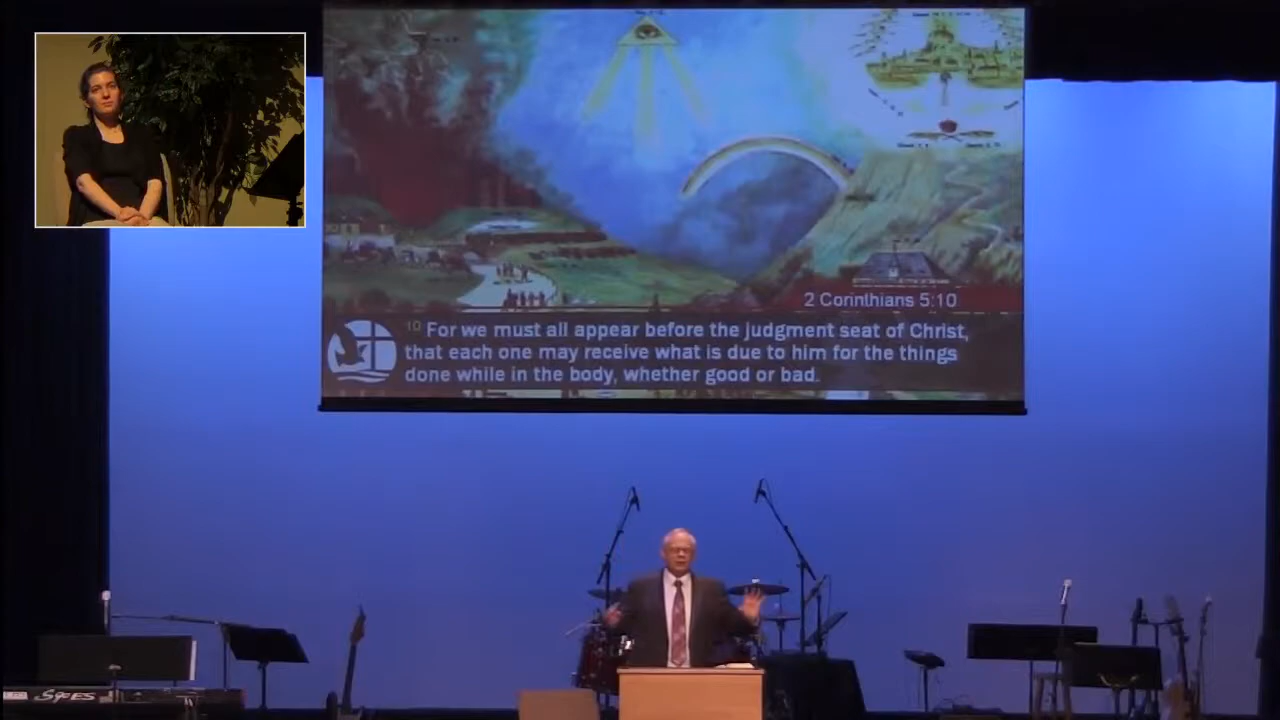 2 Corinthians 5:10
10 For we must all appear before the judgment seat of Christ,
that each one may receive what is due to him for the things
done while in the body, whether good or bad.